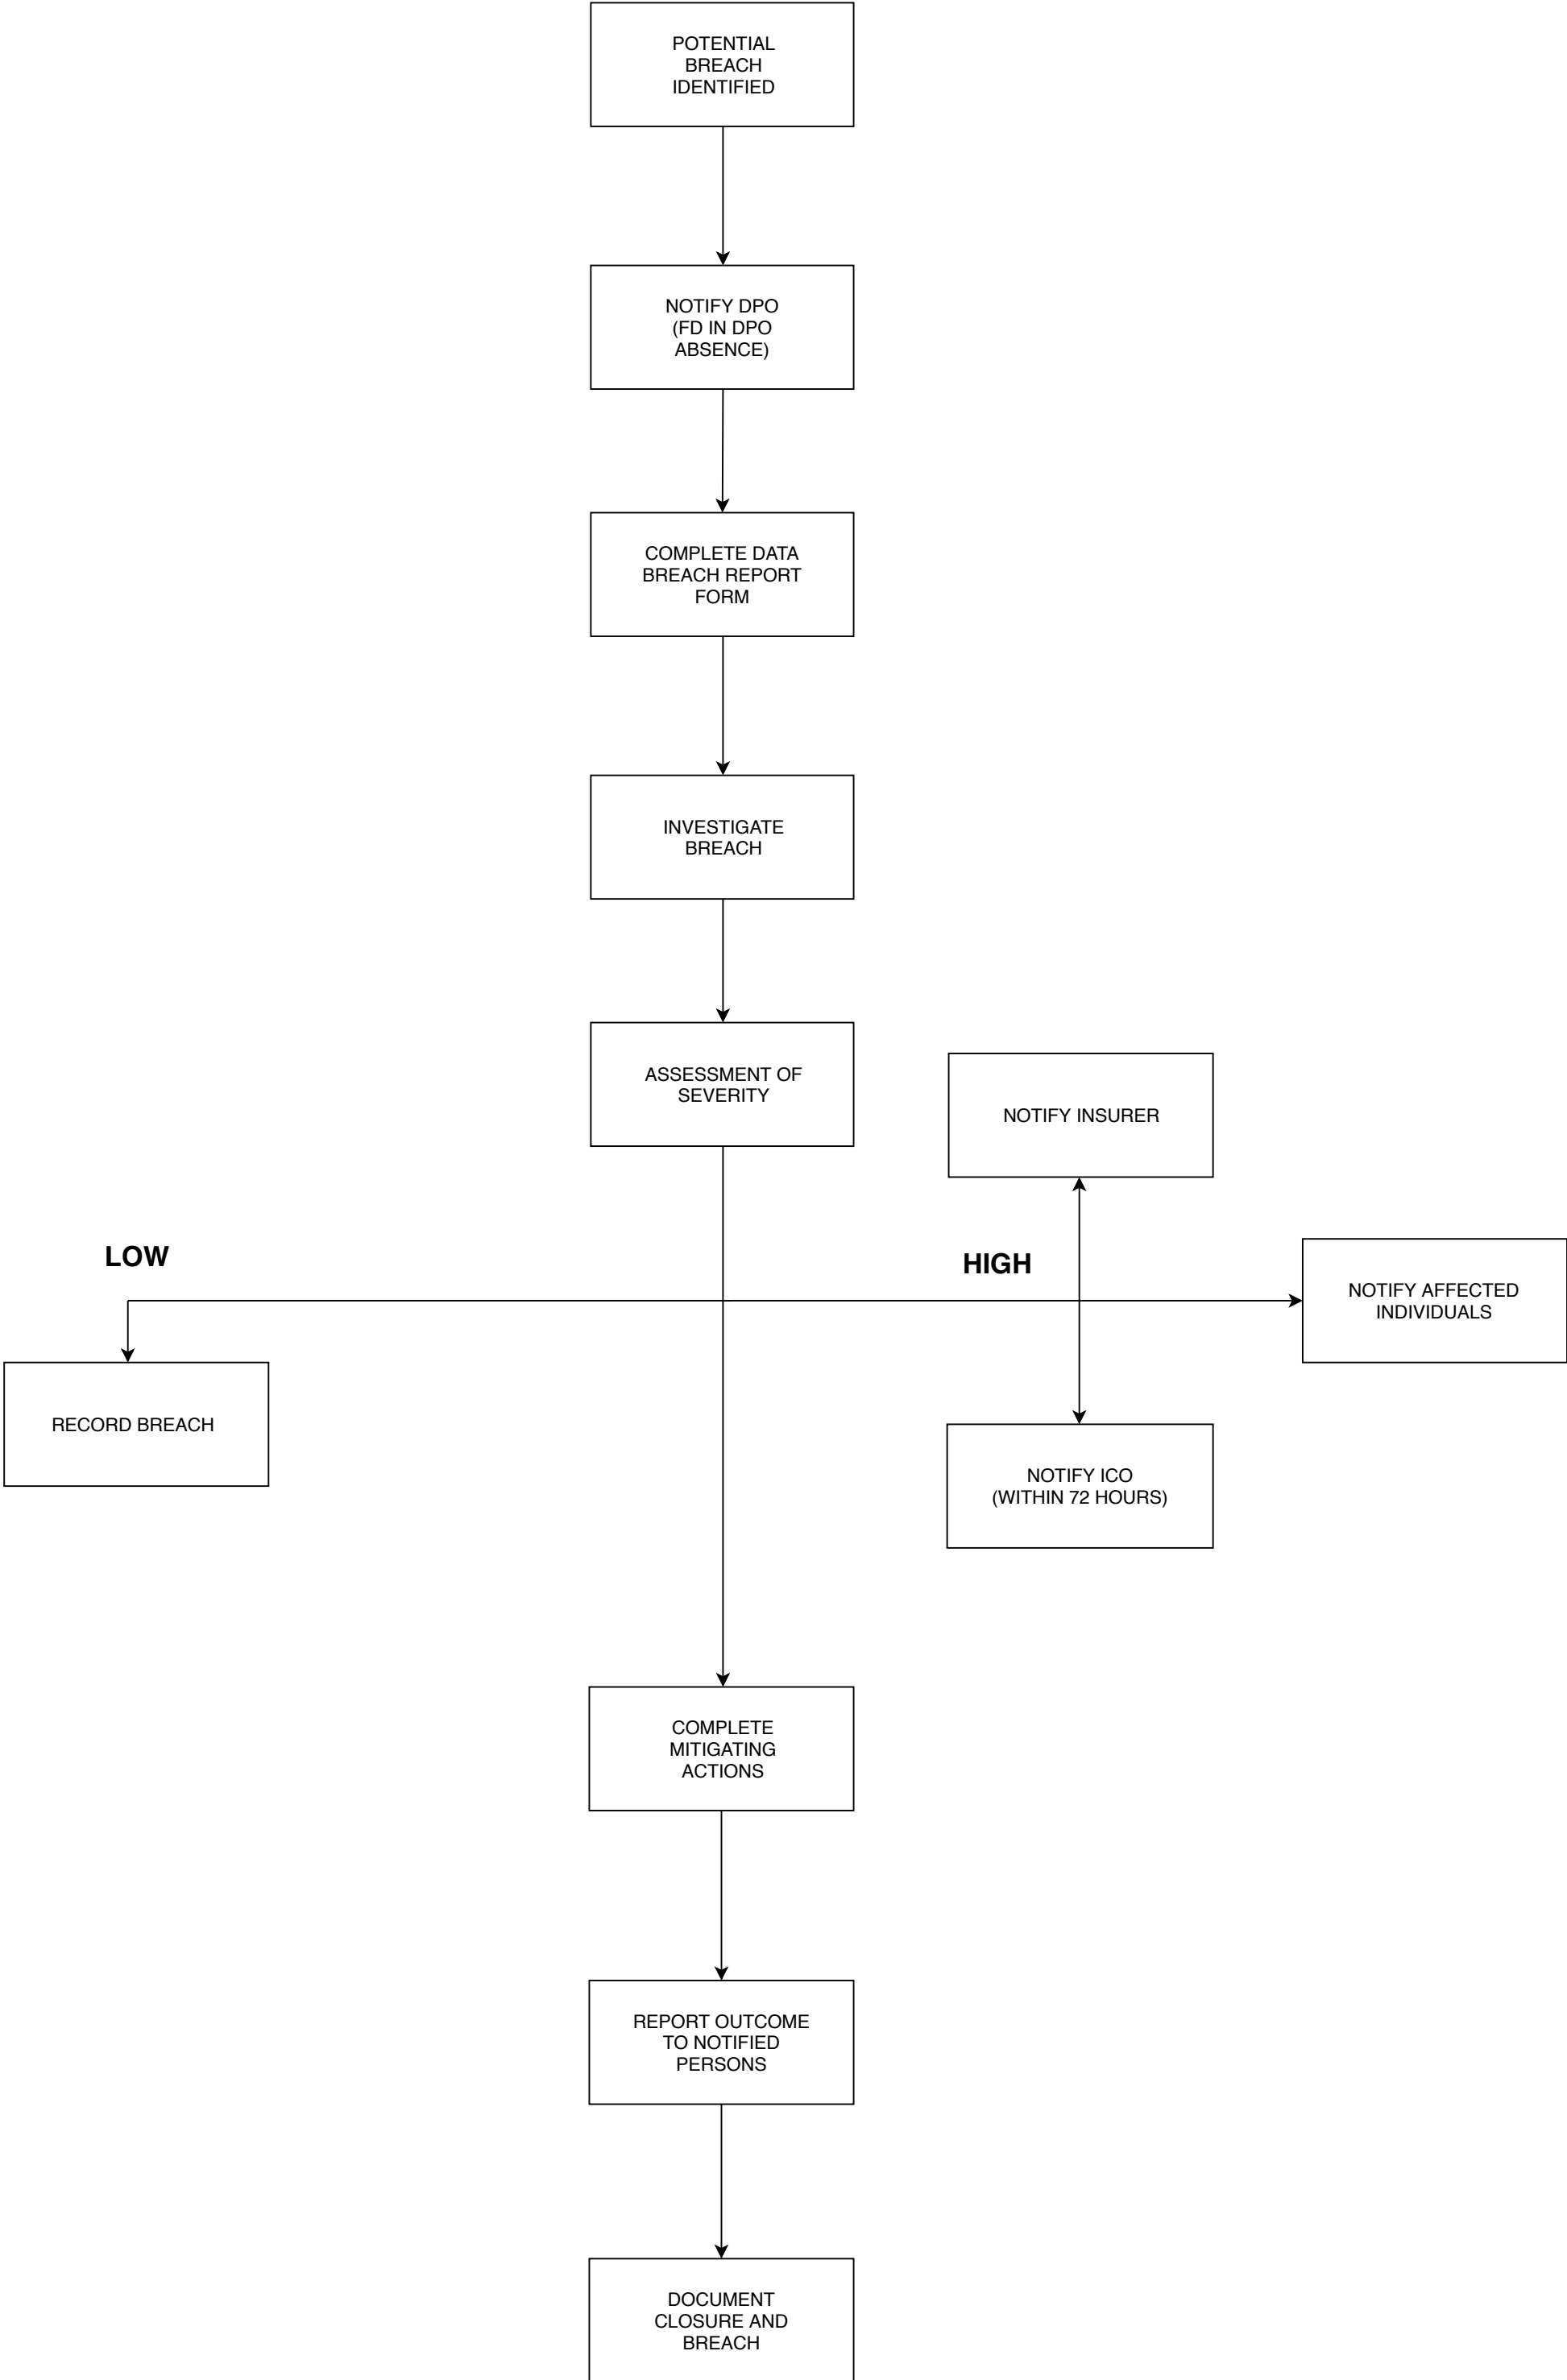 POTENTIAL
BREACH
IDENTIFIED
NOTIFY DPO
(FD IN DPO
ABSENCE)
COMPLETE DATA
BREACH REPORT
FORM
INVESTIGATE
BREACH
ASSESSMENT OF
SEVERITY
NOTIFY INSURER
LOW
HIGH
NOTIFY AFFECTED
INDIVIDUALS
RECORD BREACH
NOTIFY ICO
(WITHIN 72 HOURS)
COMPLETE
MITIGATING
ACTIONS
REPORT OUTCOME
TO NOTIFIED
PERSONS
DOCUMENT
CLOSURE AND
BREACH